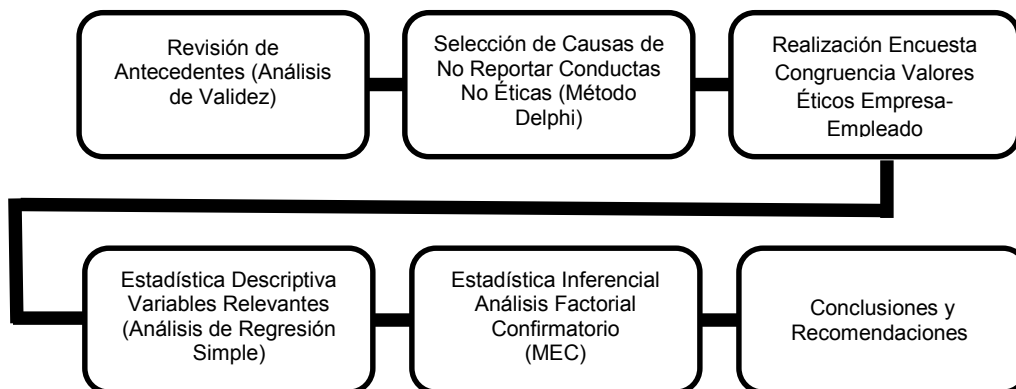 Revisión de
Antecedentes (Análisis
de Validez)
Selección de Causas de
No Reportar Conductas
No Éticas (Método
Delphi)
Realización Encuesta
Congruencia Valores
Éticos Empresa-
Empleado
Estadística Descriptiva
Variables Relevantes
(Análisis de Regresión
Simple)
Estadística Inferencial
Análisis Factorial
Confirmatorio
(MEC)
Conclusiones y
Recomendaciones